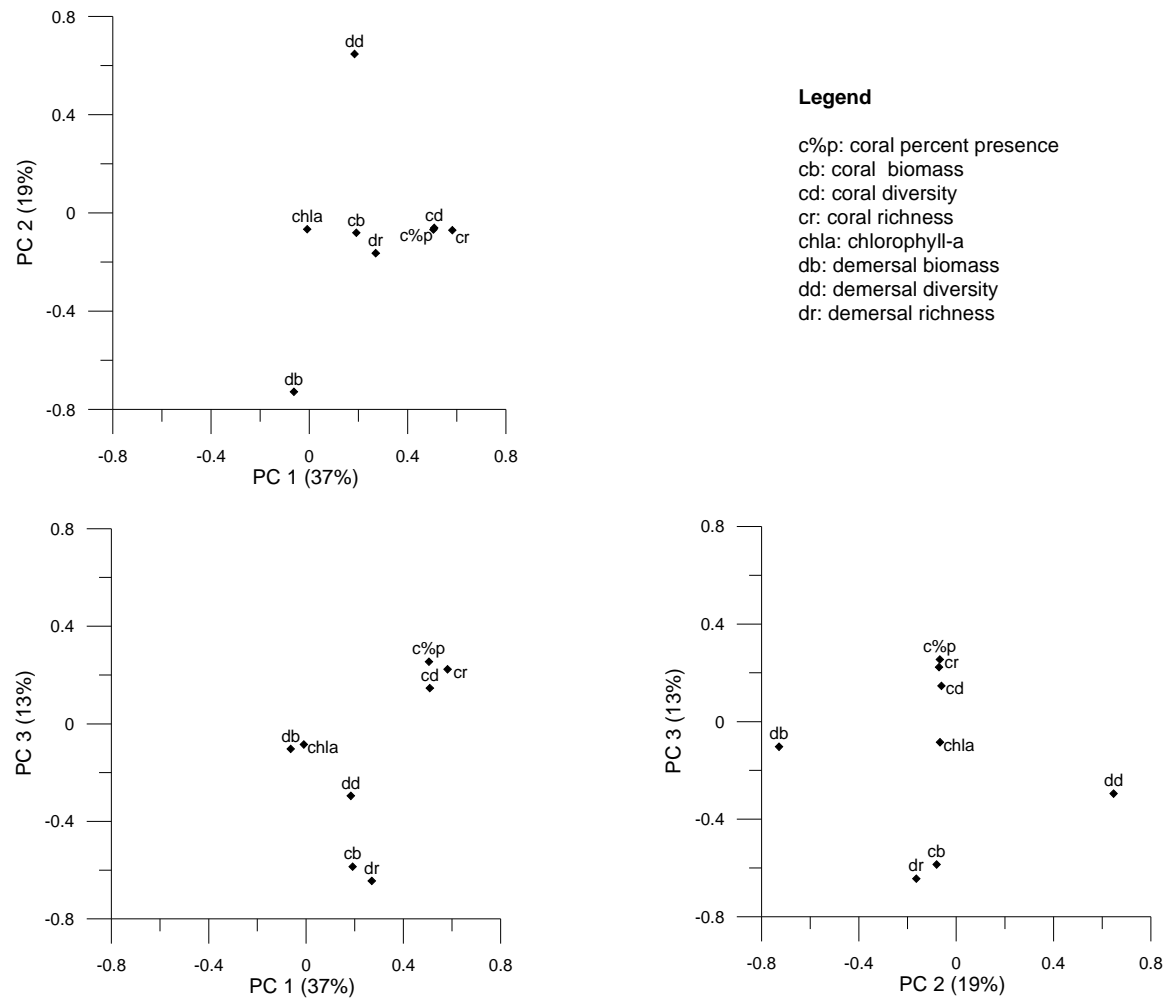 0.8
dd
0.4
PC 2 (19%)
0
chla
cb
dr
cd
c%p
cr
-0.4
db
-0.8
-0.8
-0.4
0
0.4
0.8
PC 1 (37%)
Legend
c%p: coral percent presence
cb: coral biomass
cd: coral diversity
cr: coral richness
chla: chlorophyll-a
db: demersal biomass
dd: demersal diversity
dr: demersal richness
0.8
0.4
PC 3 (13%)
0
-0.4
-0.8
c%p
cr
cd
db
chla
dd
cb
dr
-0.8
-0.4
0
0.4
0.8
PC 1 (37%)
0.8
0.4
PC 3 (13%)
0
-0.4
-0.8
c%p
cr
cd
db
chla
dd
cb
dr
-0.8
-0.4
0
0.4
0.8
PC 2 (19%)